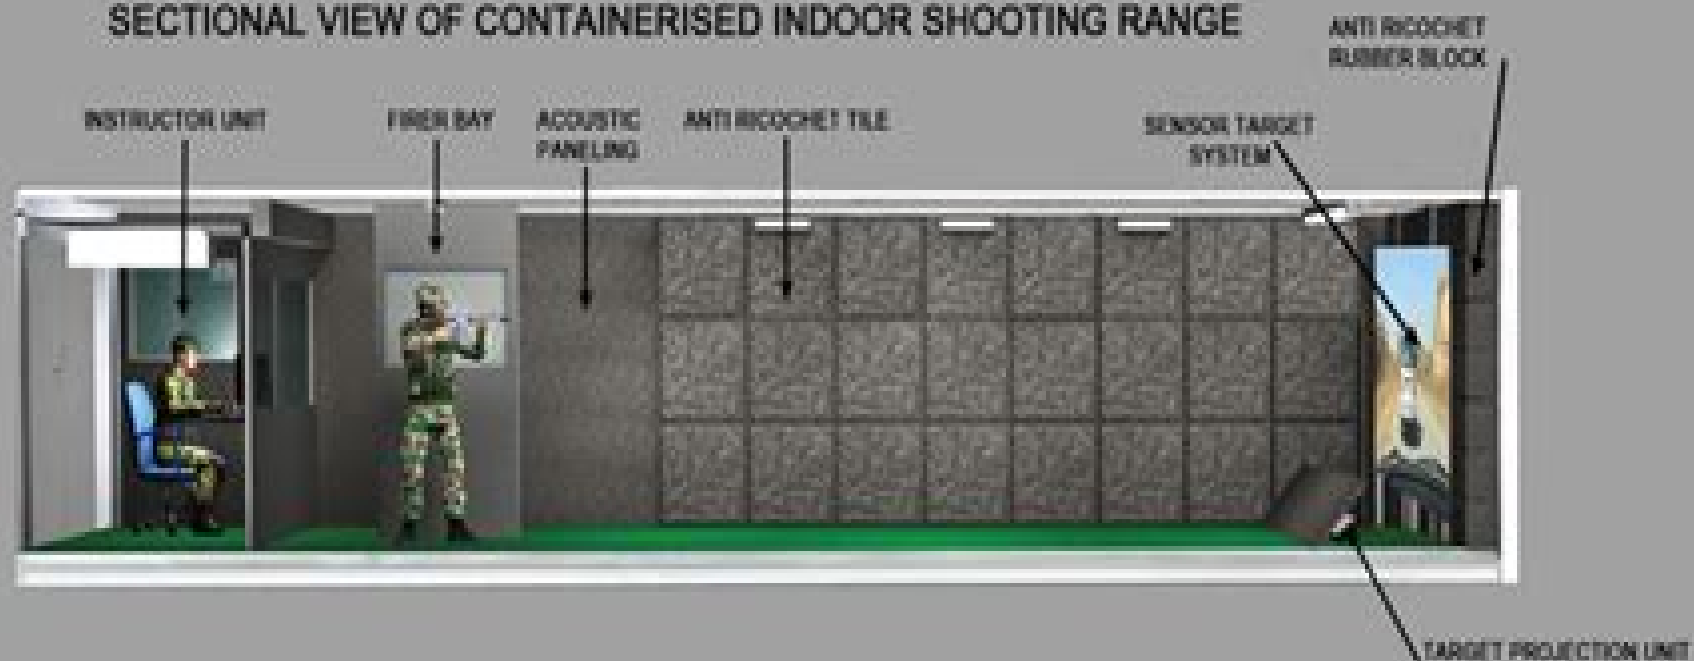 SECTIONAL VIEW OF CONTAINERISED INDOOR SHOOTING RANGE
ANTI RICOCHET
RUBBER BLOCK
INSTRUCTOR UNIT
FIRER BAY
ACOUSTIC
PANELING
ANTI RICOCHET TILE
SENSOR TARGET
SYSTEM
TARGET PROJECTION UNIT